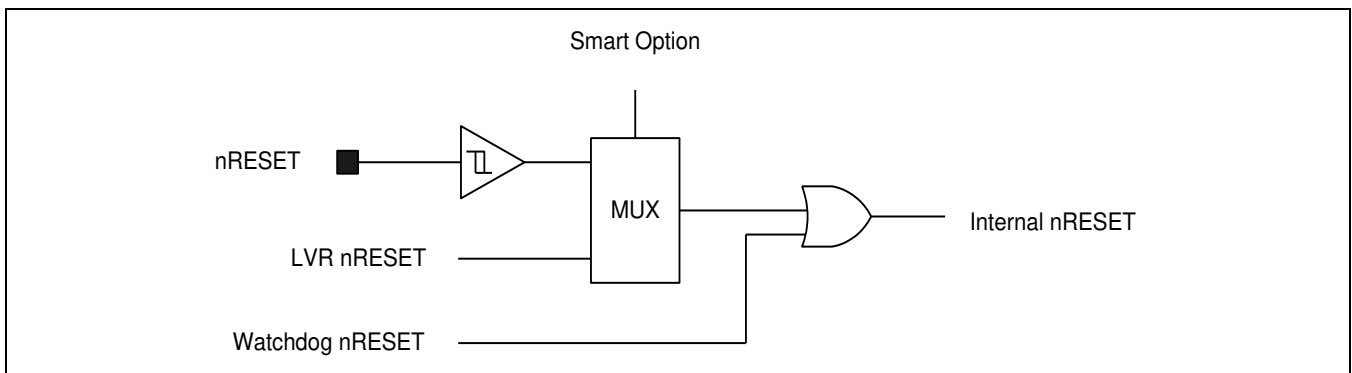 Smart Option
nRESET
MUX
Internal nRESET
LVR nRESET
Watchdog nRESET